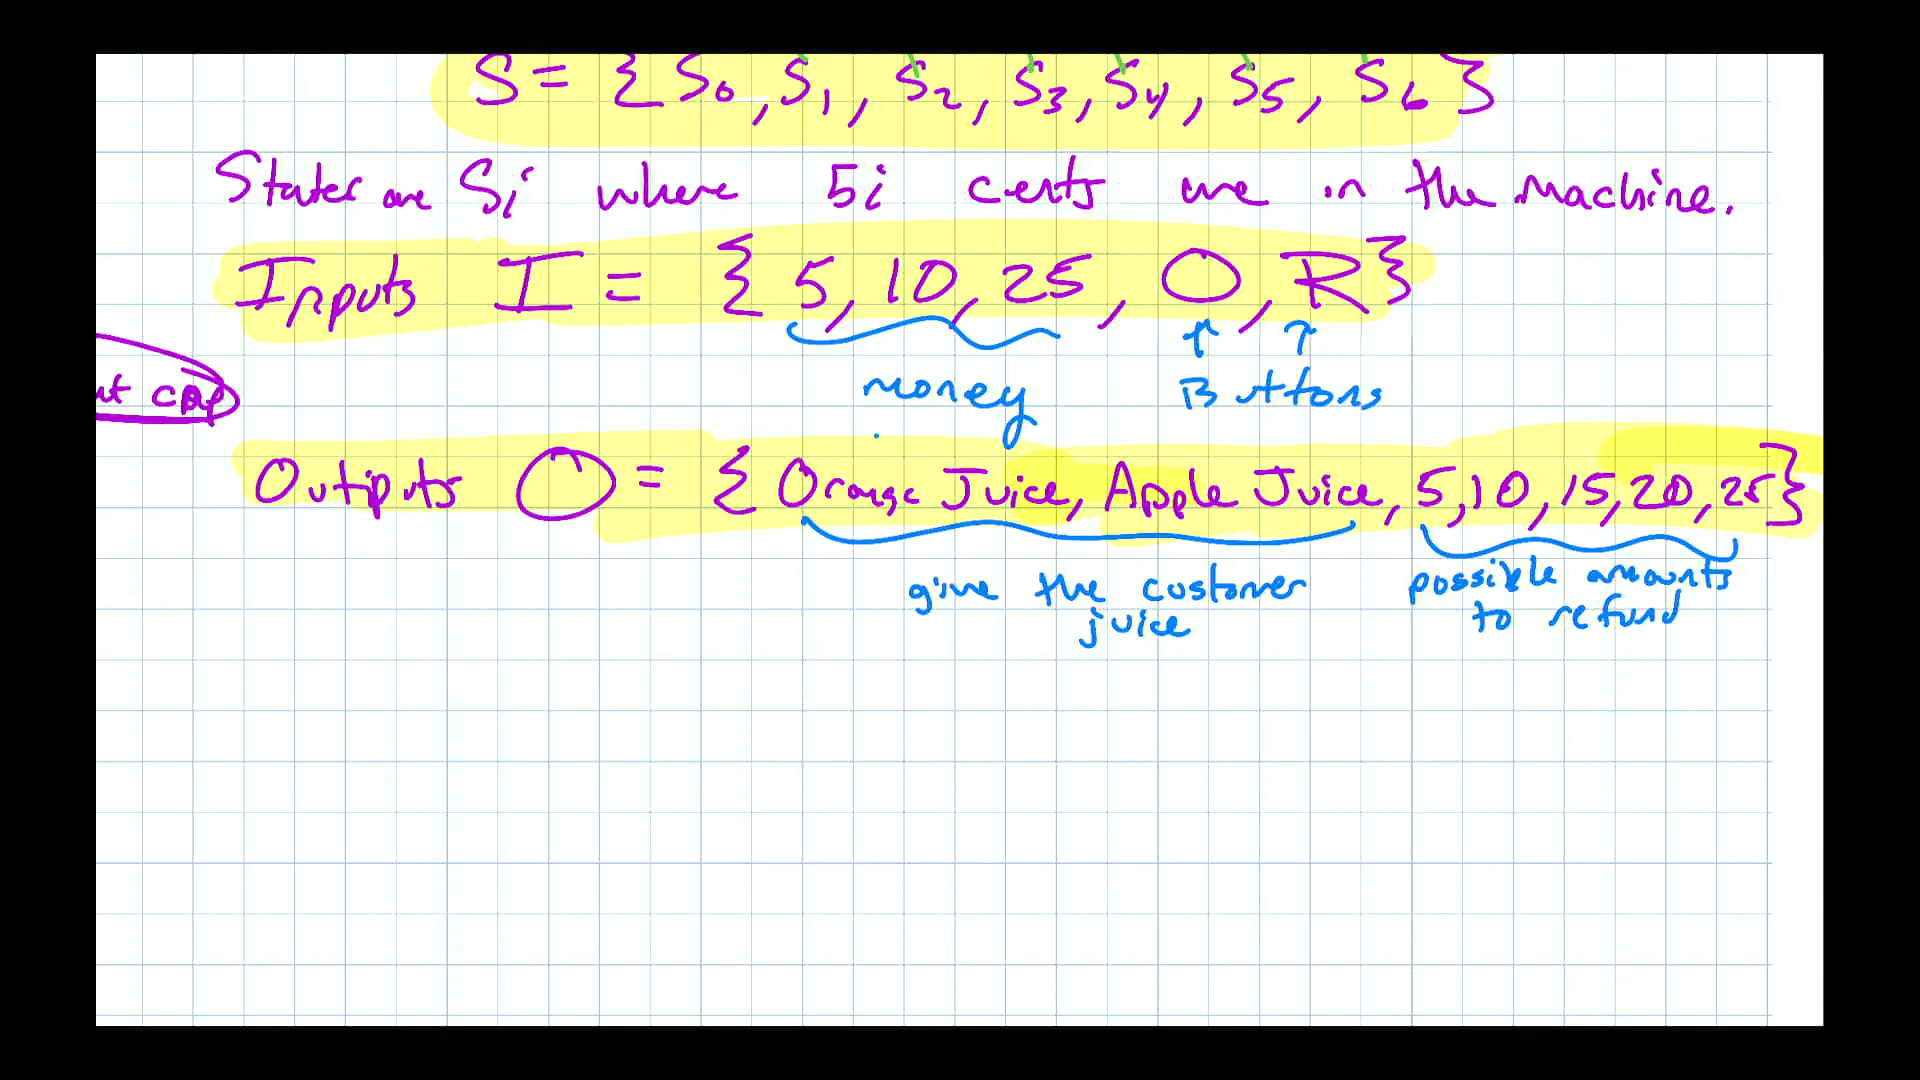 S = { S0, S1, S2, S3, S4, S5, S6 }
States are Si where 5i cents are in the machine.
Inputs I = { 5, 10, 25, O, R }
money Buttons
cap
Outputs O = { Orange Juice, Apple Juice, 5, 10, 15, 20, 25 }
give the customer juice
possible amounts to refund